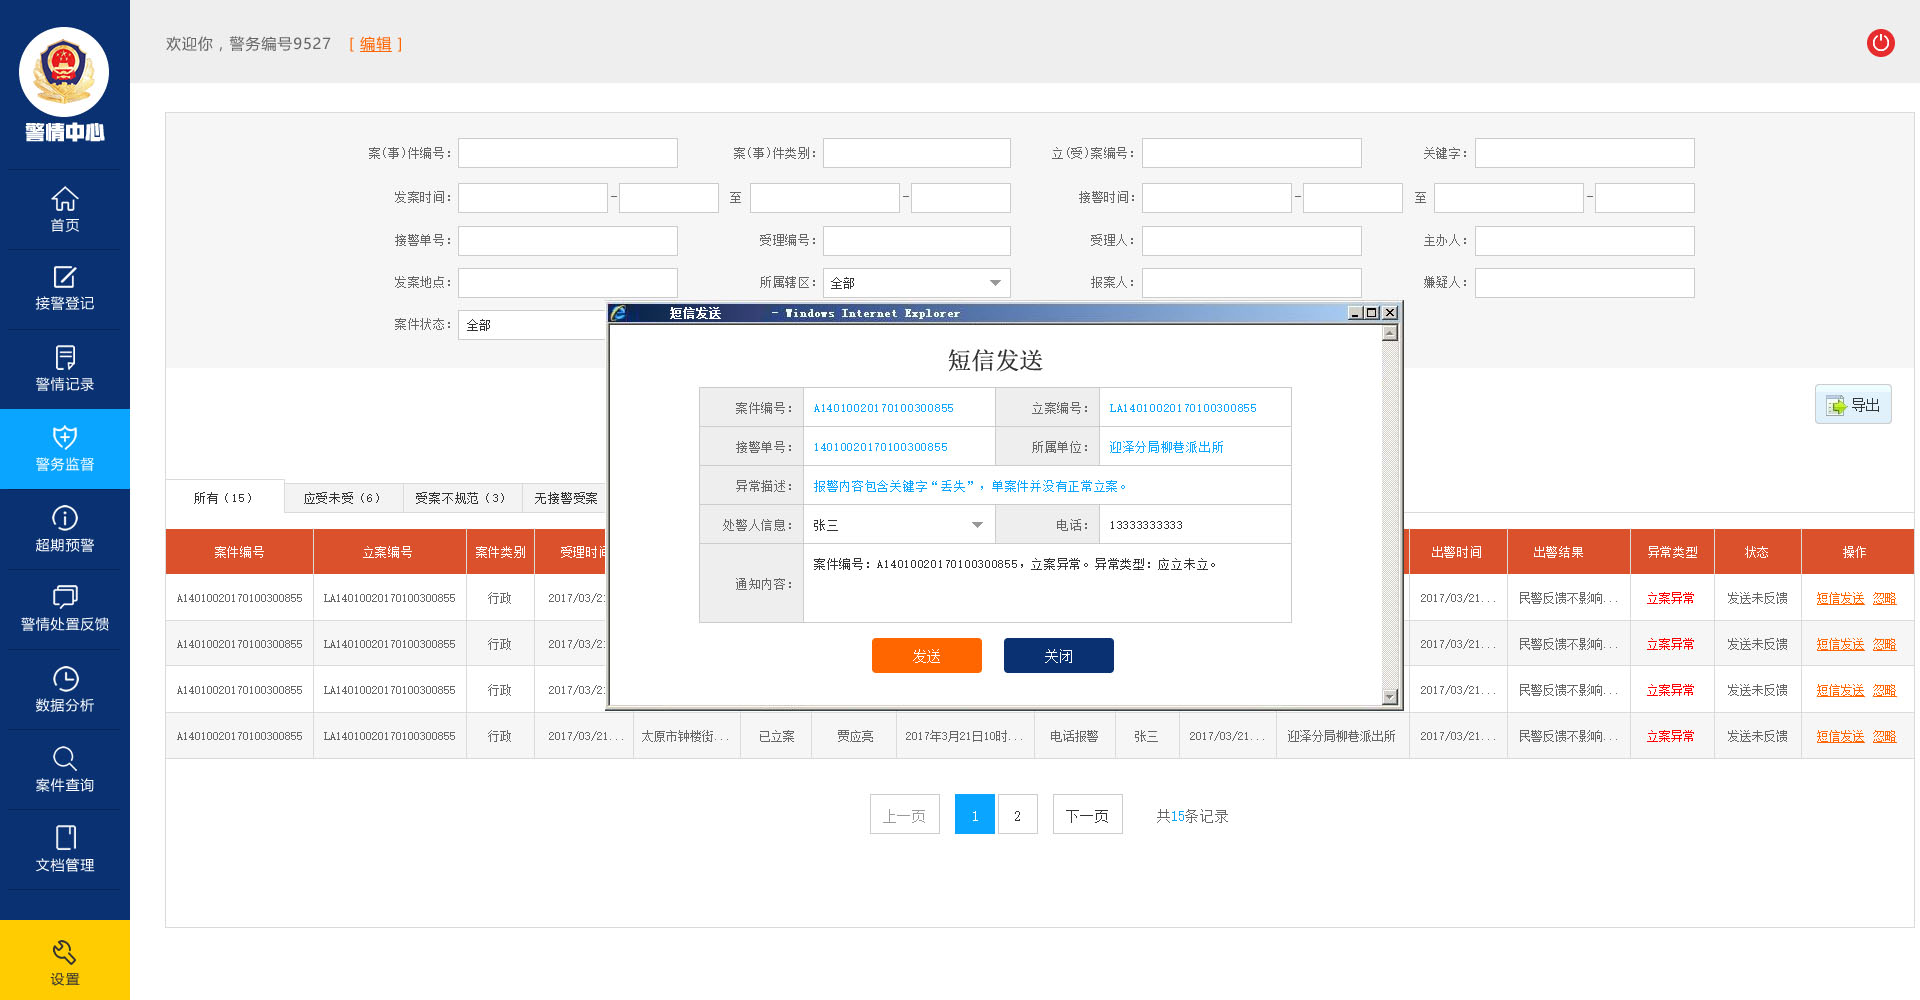 欢迎你，警务编号9527 [ 编辑 ]
警情中心
首页
接警登记
警情记录
警务监督
超期预警
警情处置反馈
数据分析
案件查询
文档管理
设置
案(事)件编号： 案(事)件类别： 立(受)案编号： 关键字：
发案时间： - 至 - 接警时间： - 至 -
接警单号： 受理编号： 受理人： 主办人：
发案地点： 所属辖区： 全部 报案人： 嫌疑人：
案件状态： 全部
导出
所有（15） 应受未受（6） 受案不规范（3） 无接警受案
案件编号 立案编号 案件类别 受理时间 出警时间 出警结果 异常类型 状态 操作
A14010020170100300855 LA14010020170100300855 行政 2017/03/21 2017/03/21... 民警反馈不影响... 立案异常 发送未反馈 短信发送 忽略
A14010020170100300855 LA14010020170100300855 行政 2017/03/21 2017/03/21... 民警反馈不影响... 立案异常 发送未反馈 短信发送 忽略
A14010020170100300855 LA14010020170100300855 行政 2017/03/21 2017/03/21... 民警反馈不影响... 立案异常 发送未反馈 短信发送 忽略
A14010020170100300855 LA14010020170100300855 行政 2017/03/21... 太原市钟楼街... 已立案 贾应亮 2017年3月21日10时... 电话报警 张三 2017/03/21... 迎泽分局柳巷派出所 2017/03/21... 民警反馈不影响... 立案异常 发送未反馈 短信发送 忽略
上一页 1 2 下一页 共15条记录
短信发送 - Windows Internet Explorer
短信发送
案件编号： A14010020170100300855 立案编号： LA14010020170100300855
接警单号： 14010020170100300855 所属单位： 迎泽分局柳巷派出所
异常描述： 报警内容包含关键字“丢失”，单案件并没有正常立案。
处警人信息： 张三 电话： 13333333333
通知内容： 案件编号：A14010020170100300855，立案异常。异常类型：应立未立。
发送 关闭